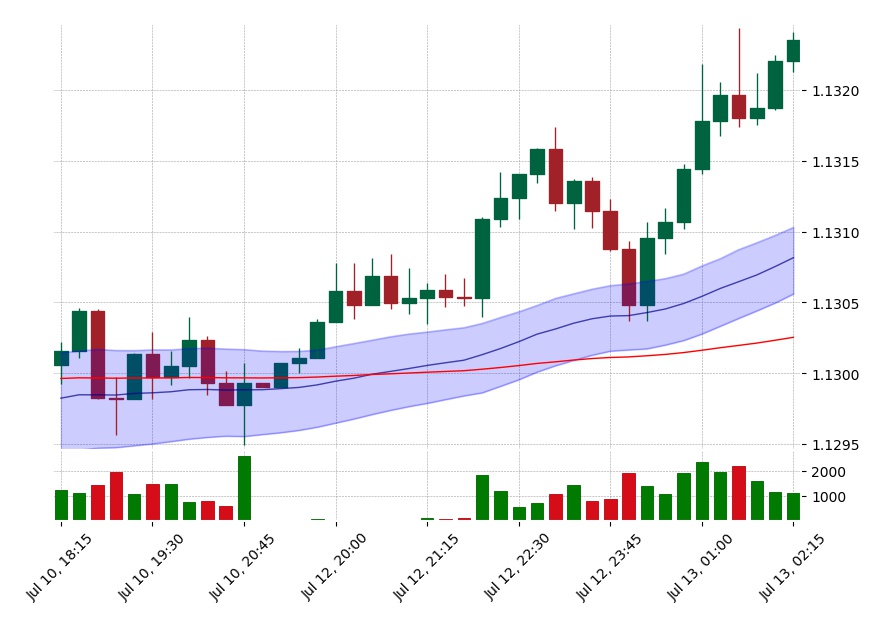 1.1320
1.1315
1.1310
1.1305
1.1300
1.1295
2000
1000
Jul 10, 18:15
Jul 10, 19:30
Jul 10, 20:45
Jul 12, 20:00
Jul 12, 21:15
Jul 12, 22:30
Jul 12, 23:45
Jul 13, 01:00
Jul 13, 02:15